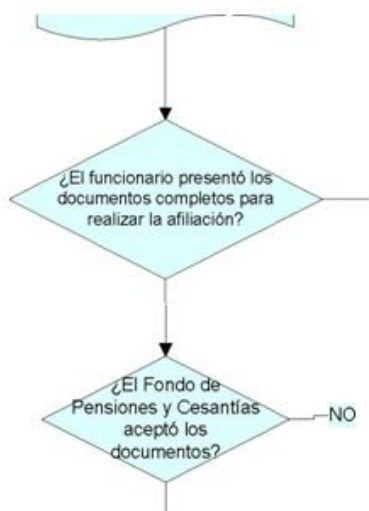 ¿El funcionario presentó los
documentos completos para
realizar la afiliación?
¿El Fondo de
Pensiones y Cesantías
aceptó los
documentos?
NO